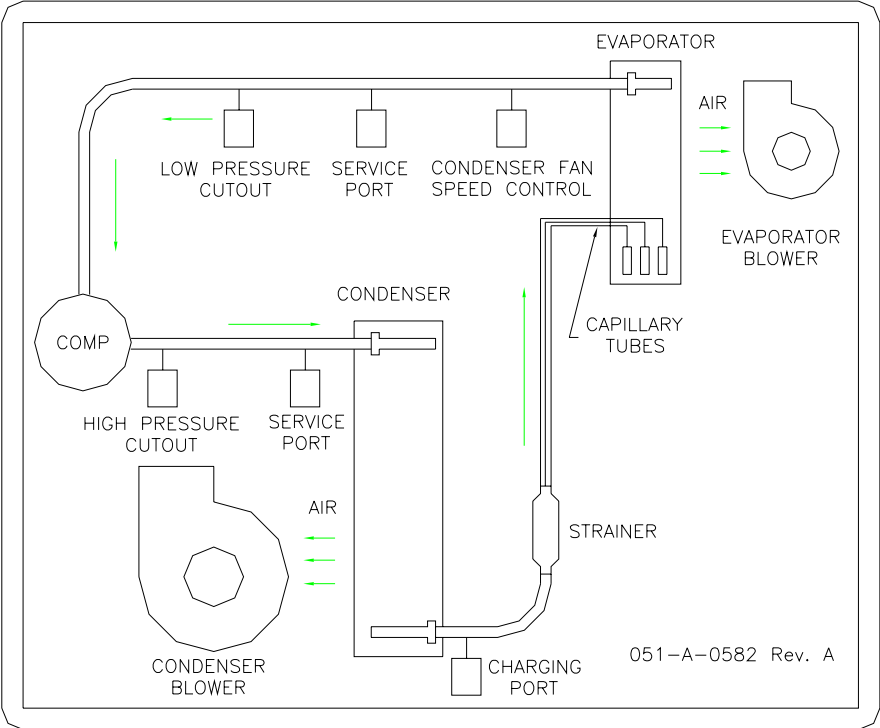 EVAPORATOR
AIR
LOW PRESSURE
CUTOUT
SERVICE
PORT
CONDENSER FAN
SPEED CONTROL
EVAPORATOR
BLOWER
CONDENSER
CAPILLARY
TUBES
COMP
HIGH PRESSURE
CUTOUT
SERVICE
PORT
AIR
STRAINER
CONDENSER
BLOWER
CHARGING
PORT
051-A-0582 Rev. A